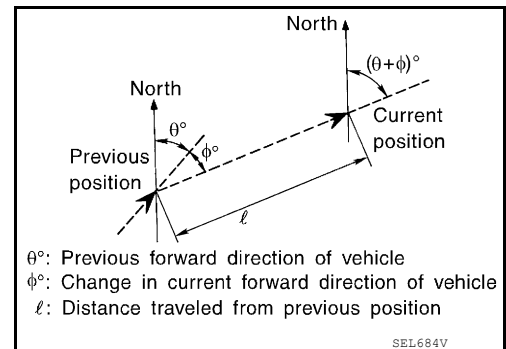 North
(θ+ϕ)°
North
θ°
ϕ°
Current
position
Previous
position
ℓ
θ°: Previous forward direction of vehicle
ϕ°: Change in current forward direction of vehicle
ℓ: Distance traveled from previous position
SEL684V